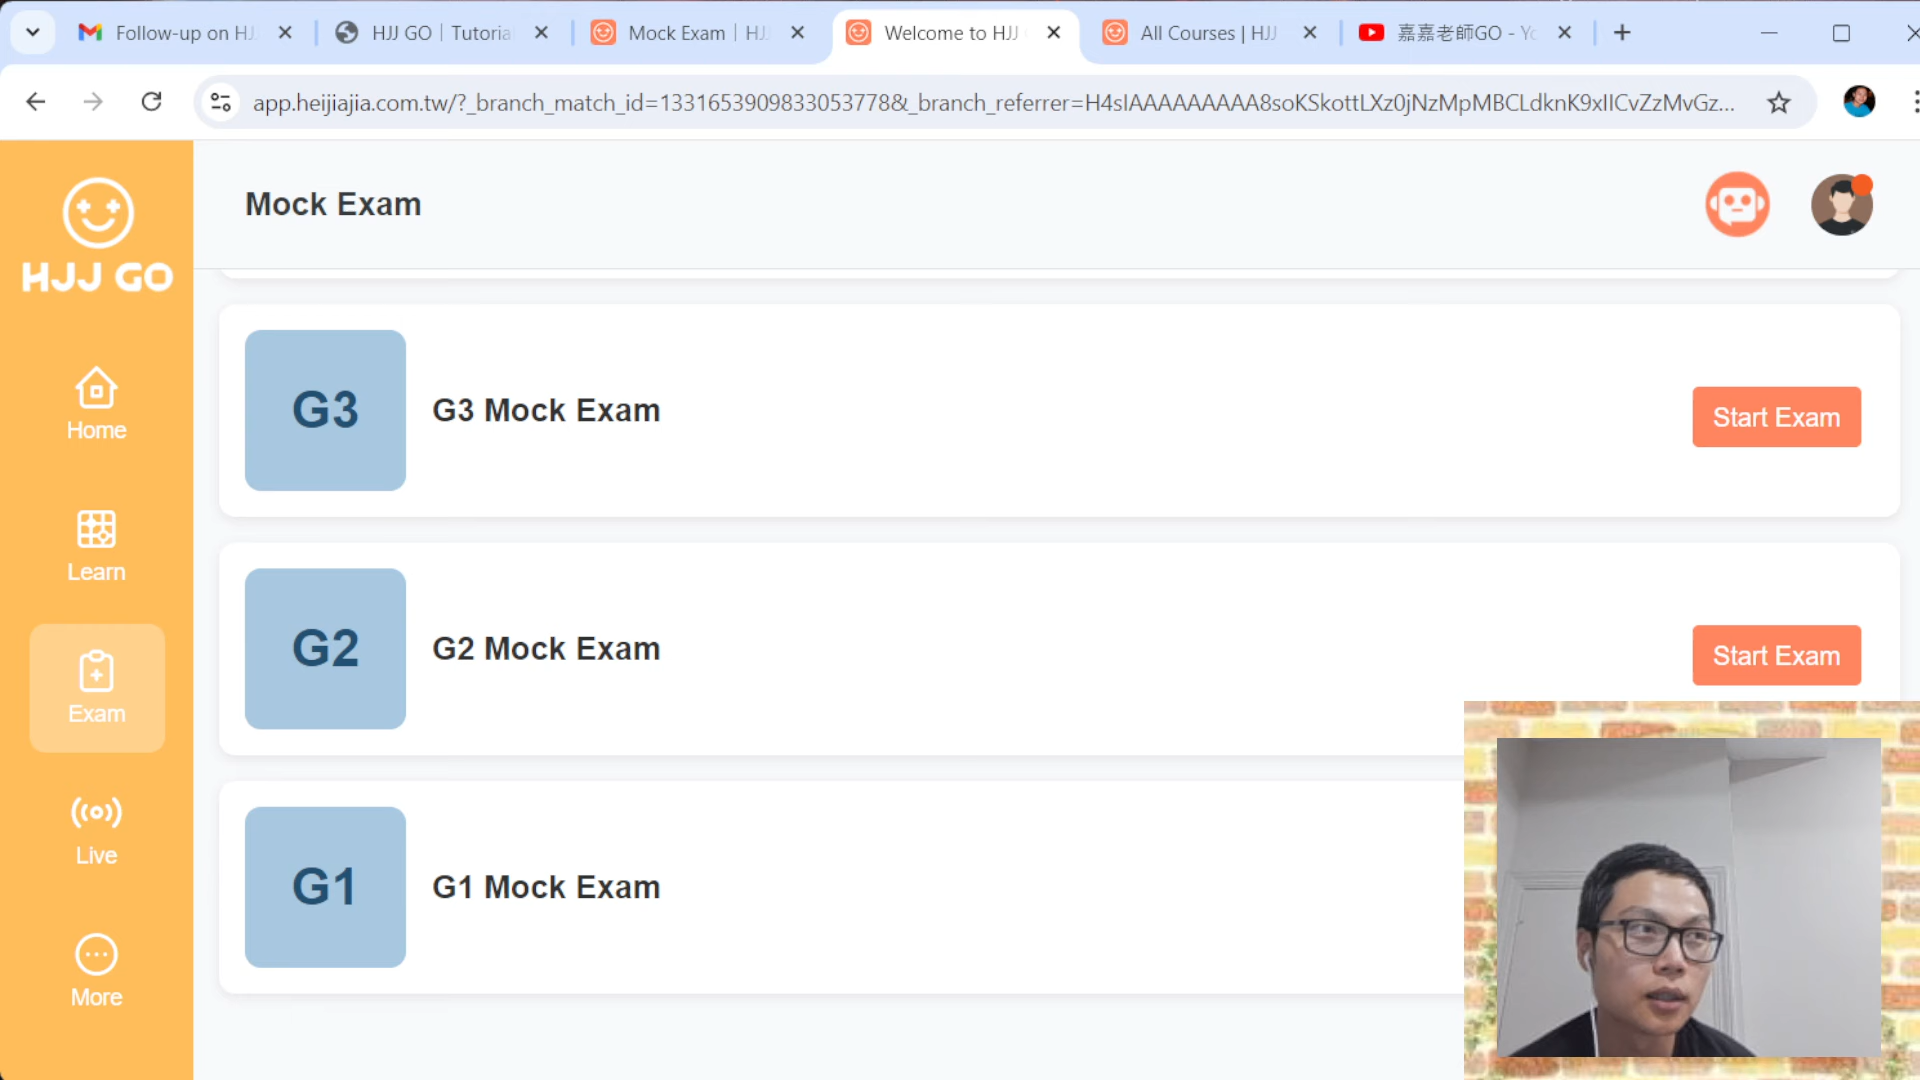 Follow-up on HJ
HJJ GO | Tutoria
Mock Exam | HJ
Welcome to HJJ
All Courses | HJJ
嘉嘉老師GO - Yo
app.heijiajia.com.tw/?_branch_match_id=1331653909833053778&_branch_referrer=H4sIAAAAAAAAA8soKSkottLXz0jNzMpMBCLdknK9xIICvZzMvGz...
HJJ GO
Mock Exam
Home
Learn
Exam
Live
More
G3
G3 Mock Exam
Start Exam
G2
G2 Mock Exam
Start Exam
G1
G1 Mock Exam